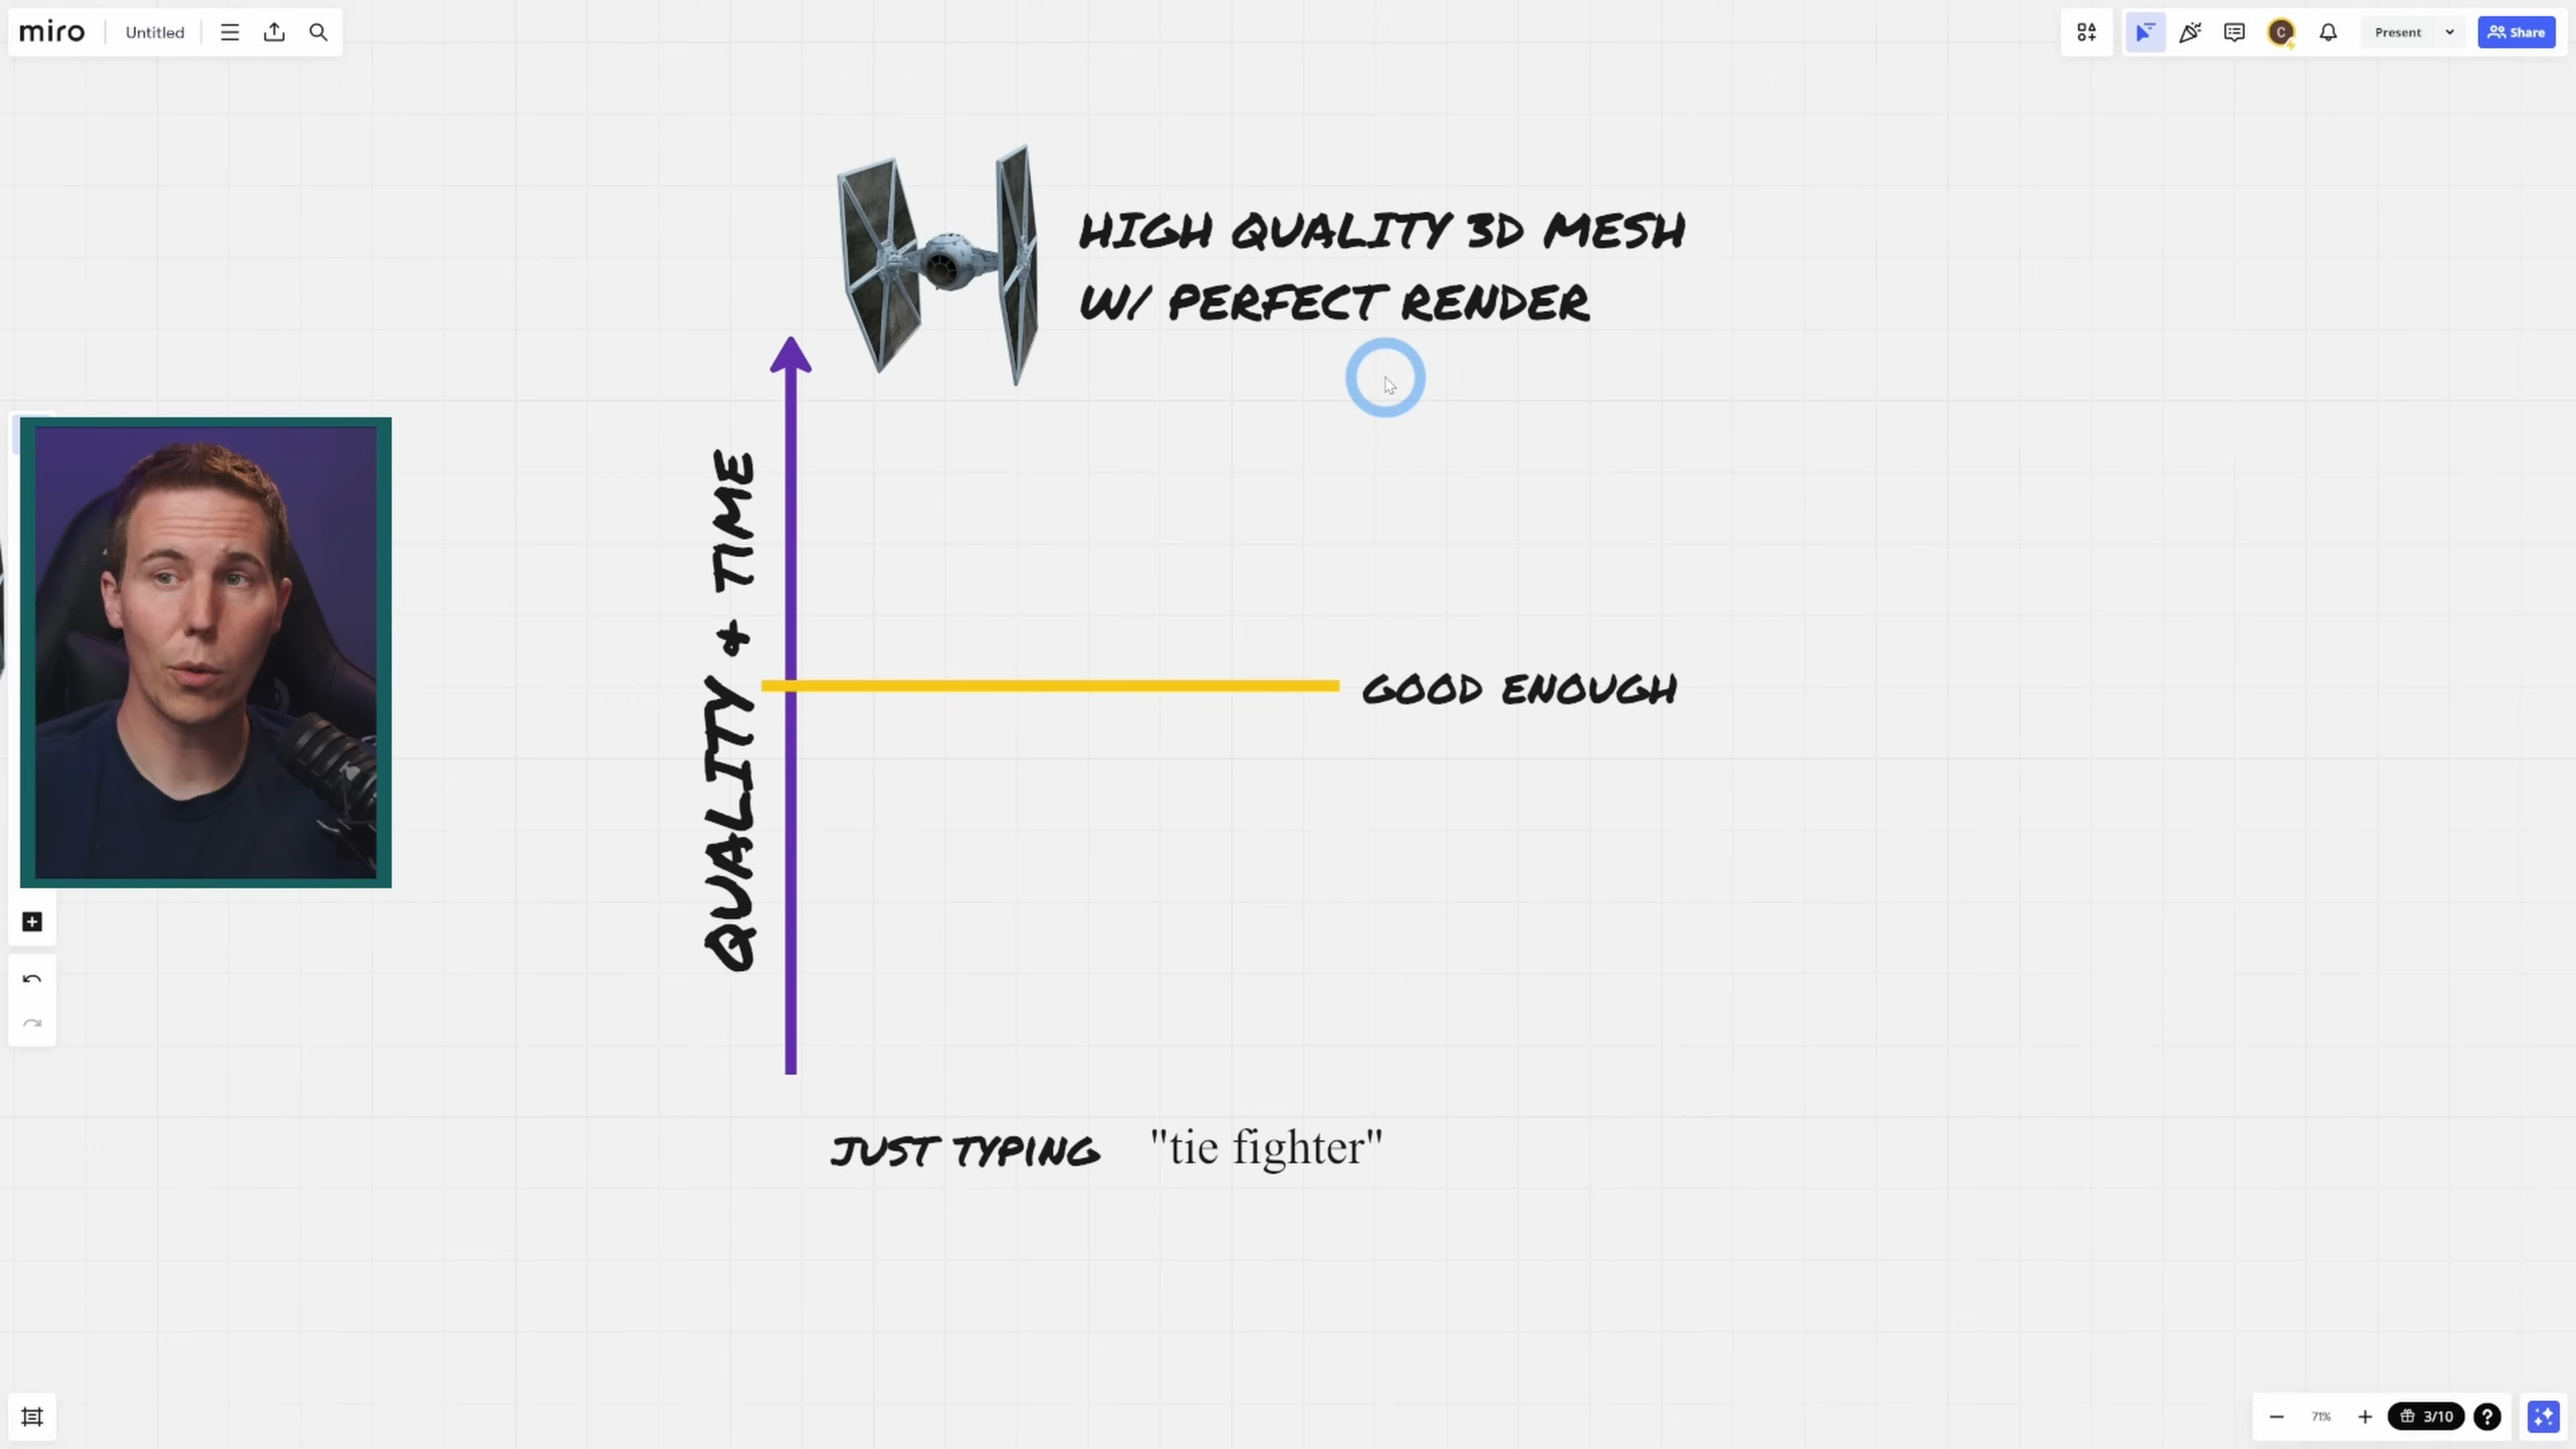 miro
Untitled
C
Present
Share
HIGH QUALITY 3D MESH
W/ PERFECT RENDER
QUALITY + TIME
GOOD ENOUGH
JUST TYPING "tie fighter"
71%
3/10
?